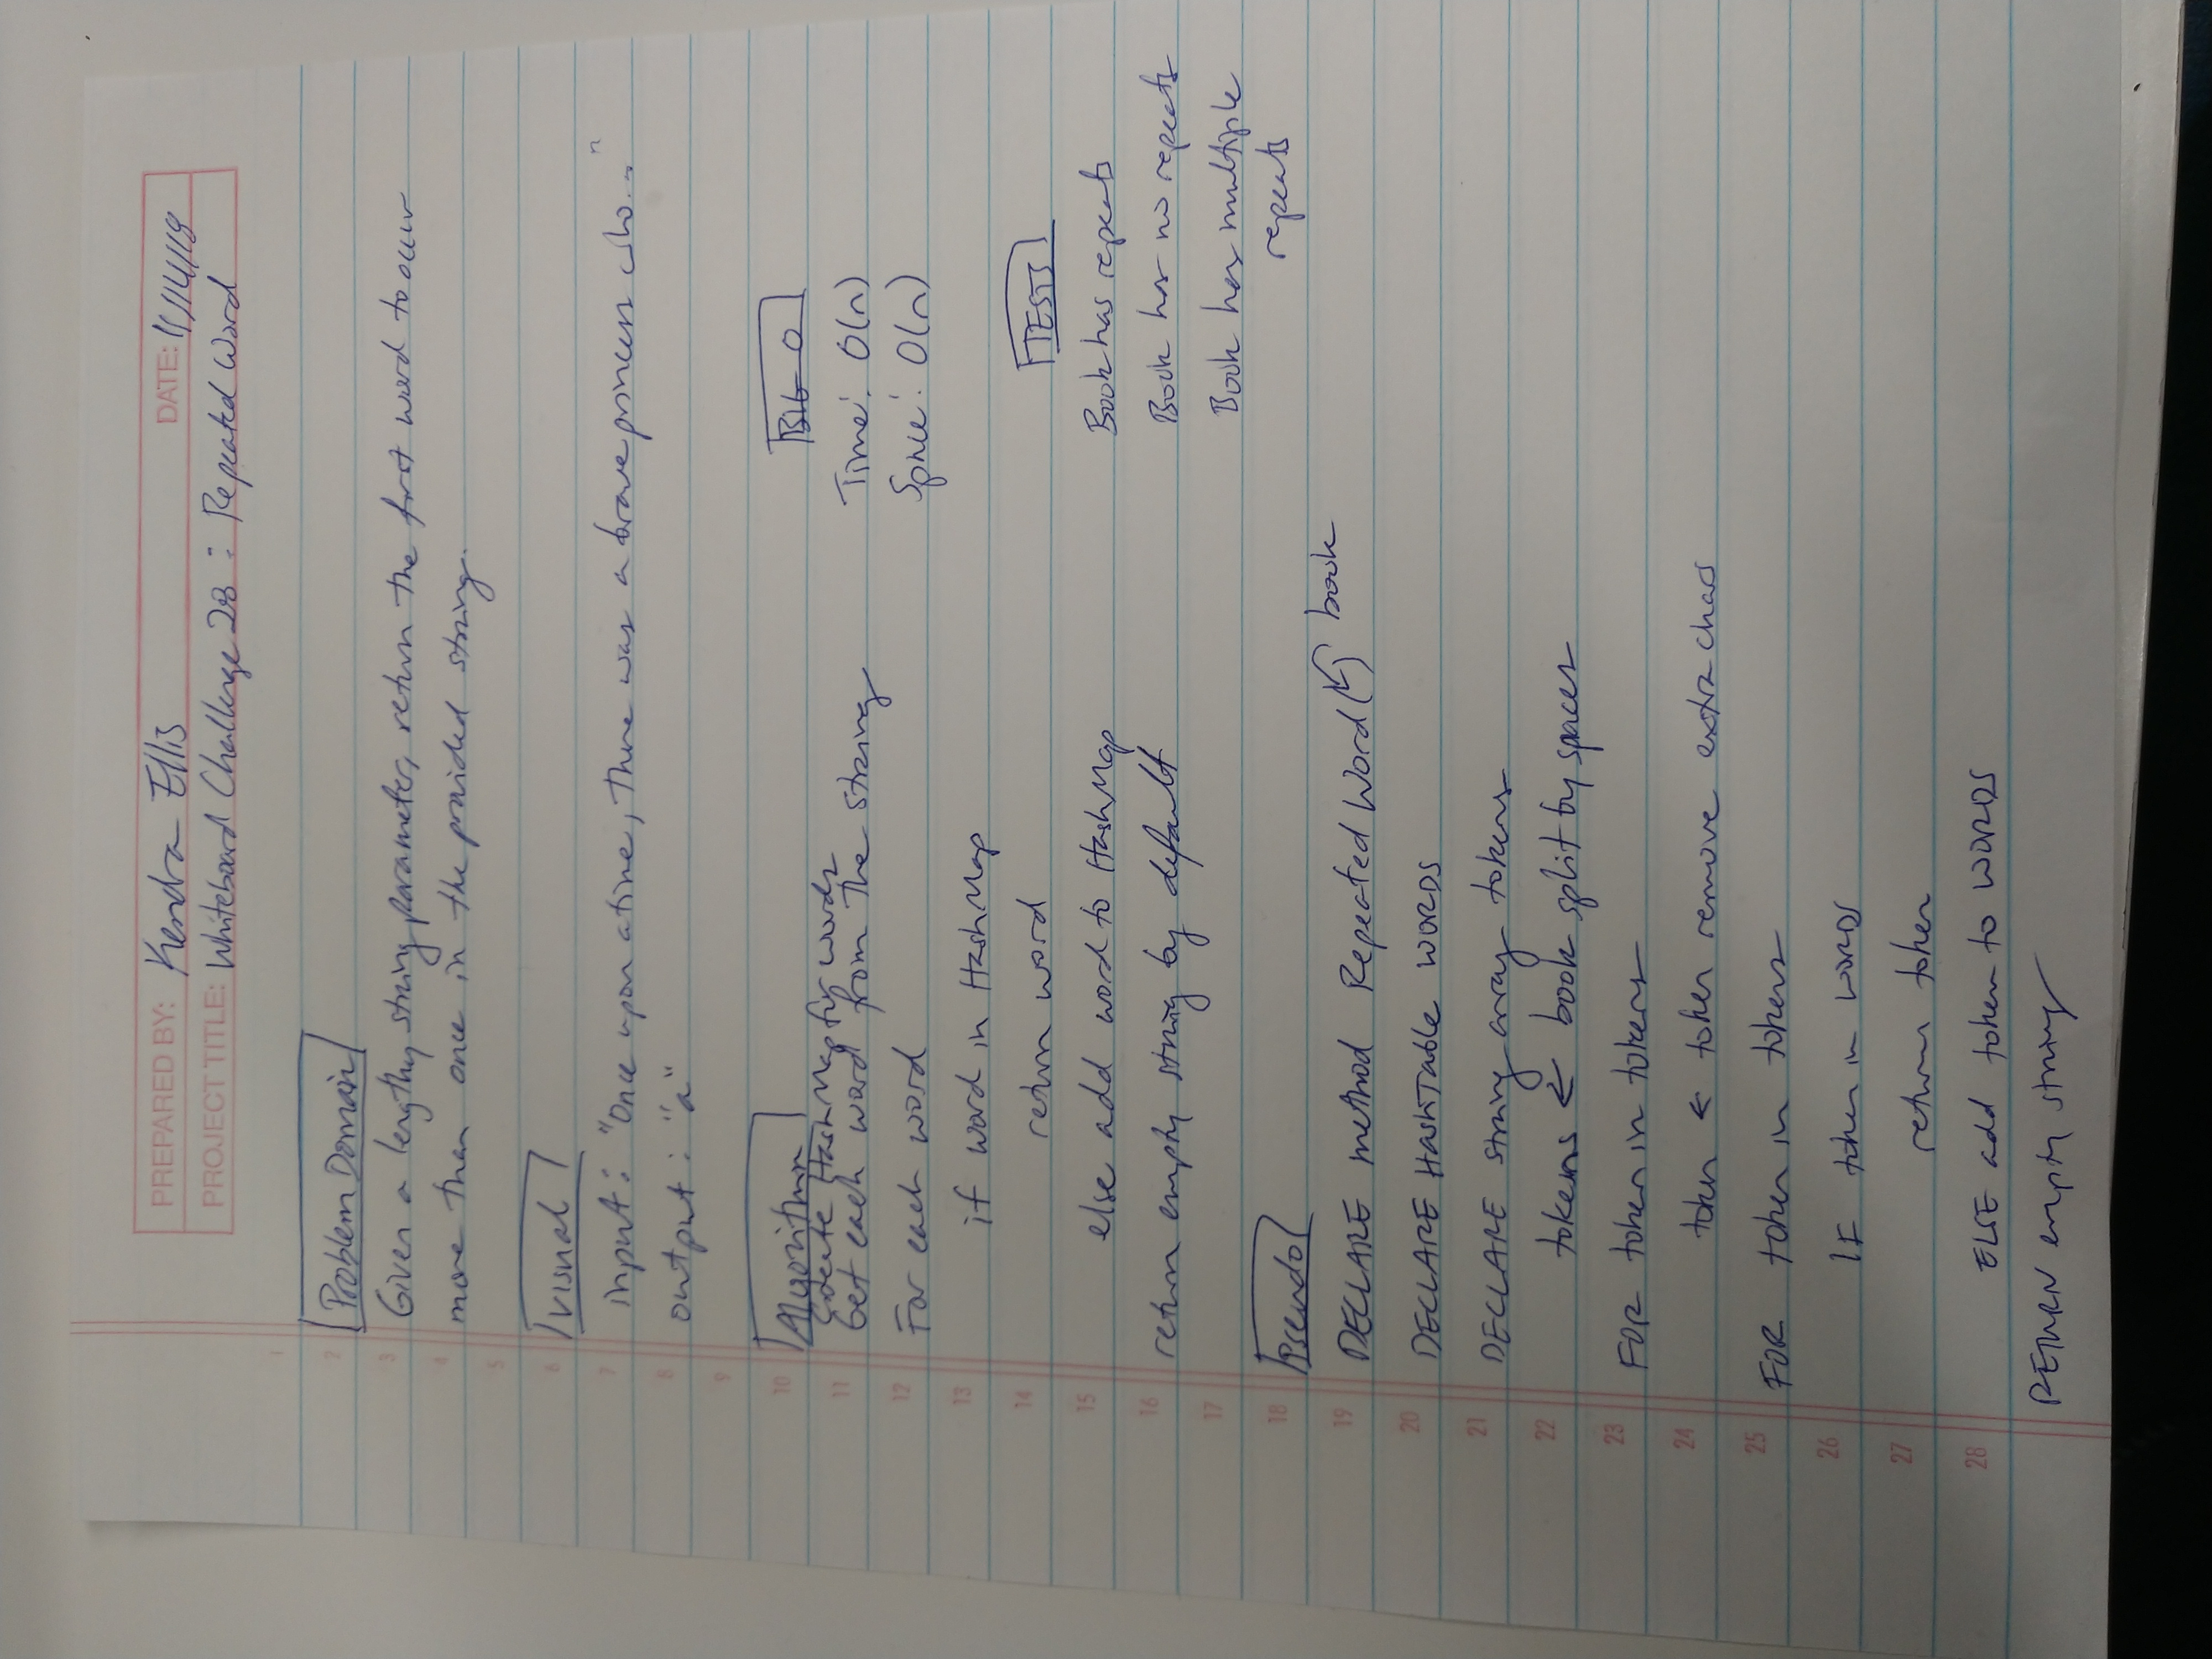 PREPARED BY: Kendra Ellis DATE: 11/14/18
PROJECT TITLE: Whiteboard Challenge 28: Repeated Word
1
2 Problem Domain
3 Given a lengthy string parameter, return the first word to occur
4 more than once in the provided string.
5
6 Visual
7 input: "Once upon a time, there was a brave princess who..."
8 output: "a"
9
10 Algorithm
Create HashMap for words
11 Get each word from the string
12 For each word
13 if word in HashMap
14 return word
15 else add word to HashMap
16 return empty string by default
17
BIG O
Time: O(n)
Space: O(n)
TESTS
Book has repeats
Book has no repeats
Book has multiple
repeats
18 Pseudo
19 DECLARE method Repeated Word() book
20 DECLARE HashTable WORDS
21 DECLARE string array tokens
22 tokens ← book split by spaces
23 FOR token in tokens
24 token ← token remove extra chars
25 FOR token in tokens
26 IF token in WORDS
27 return token
28 ELSE add token to WORDS
RETURN empty string